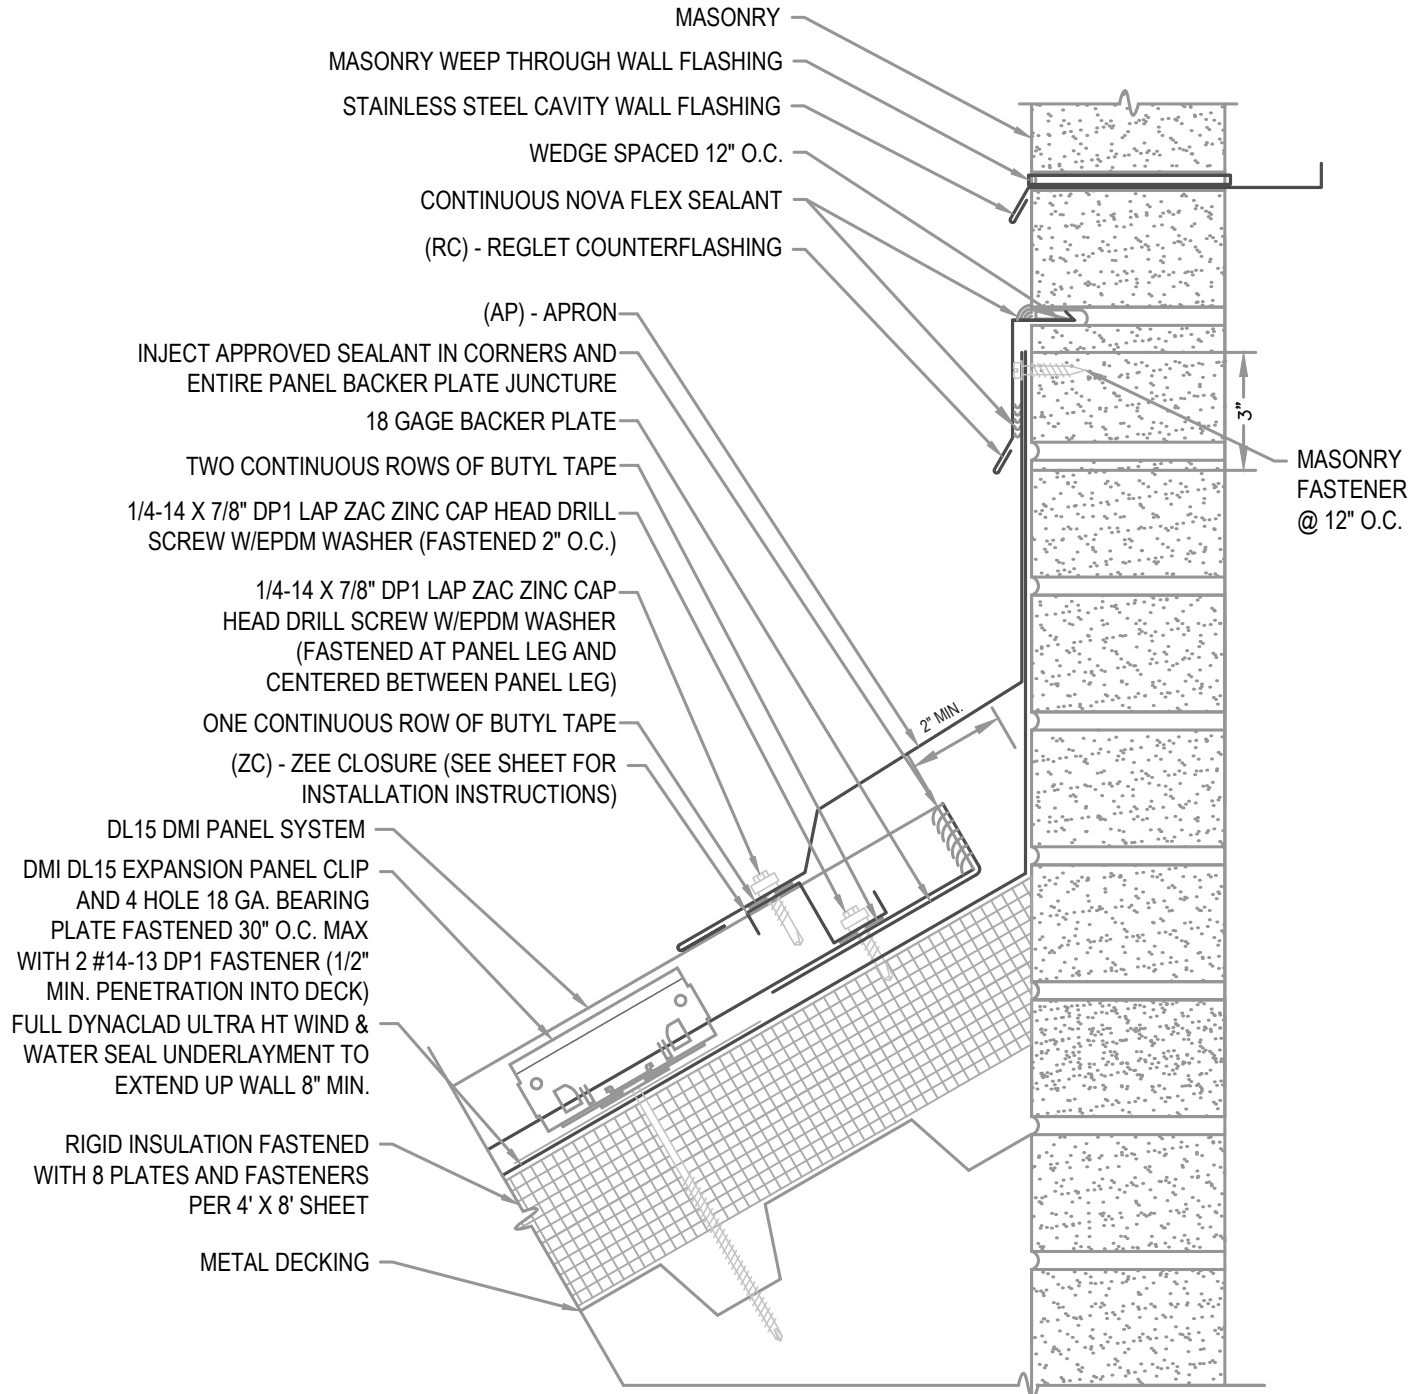 MASONRY
MASONRY WEEP THROUGH WALL FLASHING
STAINLESS STEEL CAVITY WALL FLASHING
WEDGE SPACED 12" O.C.
CONTINUOUS NOVA FLEX SEALANT
(RC) - REGLET COUNTERFLASHING
(AP) - APRON
INJECT APPROVED SEALANT IN CORNERS AND
ENTIRE PANEL BACKER PLATE JUNCTURE
18 GAGE BACKER PLATE
TWO CONTINUOUS ROWS OF BUTYL TAPE
1/4-14 X 7/8" DP1 LAP ZAC ZINC CAP HEAD DRILL
SCREW W/EPDM WASHER (FASTENED 2" O.C.)
1/4-14 X 7/8" DP1 LAP ZAC ZINC CAP
HEAD DRILL SCREW W/EPDM WASHER
(FASTENED AT PANEL LEG AND
CENTERED BETWEEN PANEL LEG)
ONE CONTINUOUS ROW OF BUTYL TAPE
(ZC) - ZEE CLOSURE (SEE SHEET FOR
INSTALLATION INSTRUCTIONS)
DL15 DMI PANEL SYSTEM
DMI DL15 EXPANSION PANEL CLIP
AND 4 HOLE 18 GA. BEARING
PLATE FASTENED 30" O.C. MAX
WITH 2 #14-13 DP1 FASTENER (1/2"
MIN. PENETRATION INTO DECK)
FULL DYNACLAD ULTRA HT WIND &
WATER SEAL UNDERLAYMENT TO
EXTEND UP WALL 8" MIN.
RIGID INSULATION FASTENED
WITH 8 PLATES AND FASTENERS
PER 4' X 8' SHEET
METAL DECKING
2" MIN.
3"
MASONRY
FASTENER
@ 12" O.C.